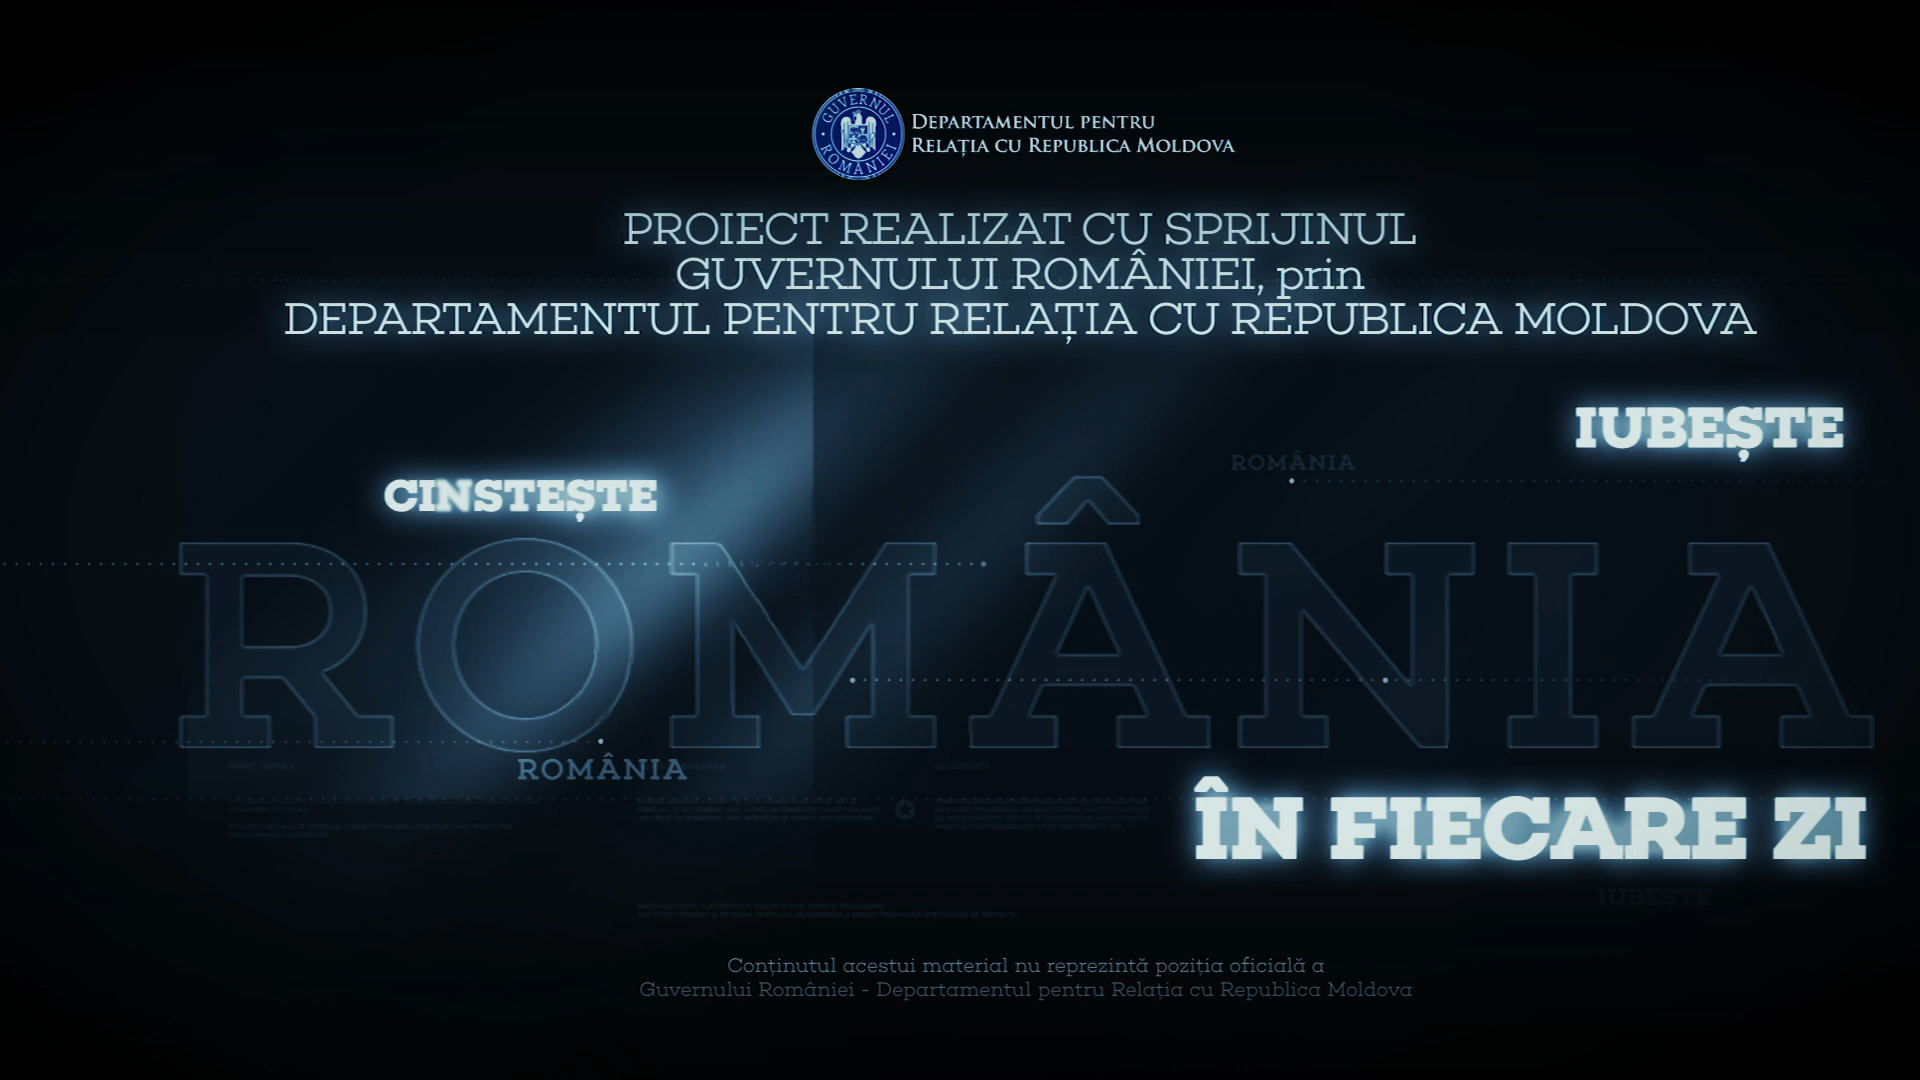 GUVERNUL ROMÂNIEI
DEPARTAMENTUL PENTRU
RELAȚIA CU REPUBLICA MOLDOVA
PROIECT REALIZAT CU SPRIJINUL
GUVERNULUI ROMÂNIEI, prin
DEPARTAMENTUL PENTRU RELAȚIA CU REPUBLICA MOLDOVA
IUBEȘTE
ROMÂNIA
CINSTEȘTE
ROMÂNIA
ROMÂNIA
ÎN FIECARE ZI
IUBEȘTE
Conținutul acestui material nu reprezintă poziția oficială a
Guvernului României - Departamentul pentru Relația cu Republica Moldova